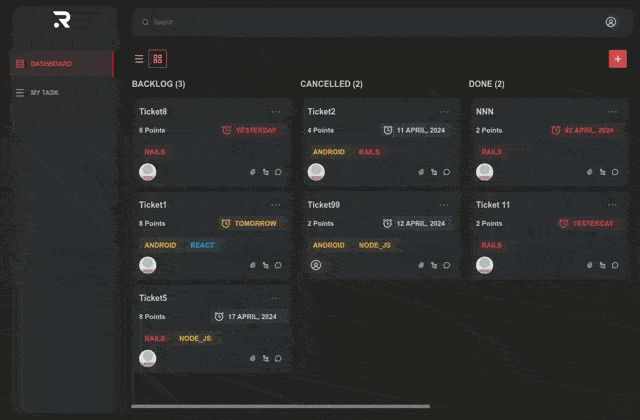 R
Search
DASHBOARD
MY TASK
BACKLOG (3)
Ticket8
6 Points
YESTERDAY
RAILS
Ticket1
8 Points
TOMORROW
ANDROID REACT
Ticket5
8 Points
17 APRIL, 2024
RAILS NODE_JS
CANCELLED (2)
Ticket2
4 Points
11 APRIL, 2024
ANDROID RAILS
Ticket99
2 Points
12 APRIL, 2024
ANDROID NODE_JS
DONE (2)
NNN
2 Points
APRIL, 2024
RAILS
Ticket 11
2 Points
YESTERDAY
RAILS